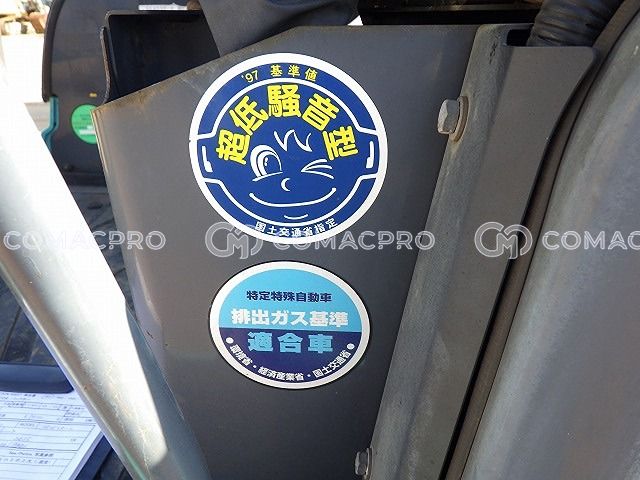 '97 基準値
超低騒音型
国土交通省指定
COMACPRO COMACPRO COMACPRO
特定特殊自動車
排出ガス基準
適合車
●環境省・経済産業省・国土交通省●